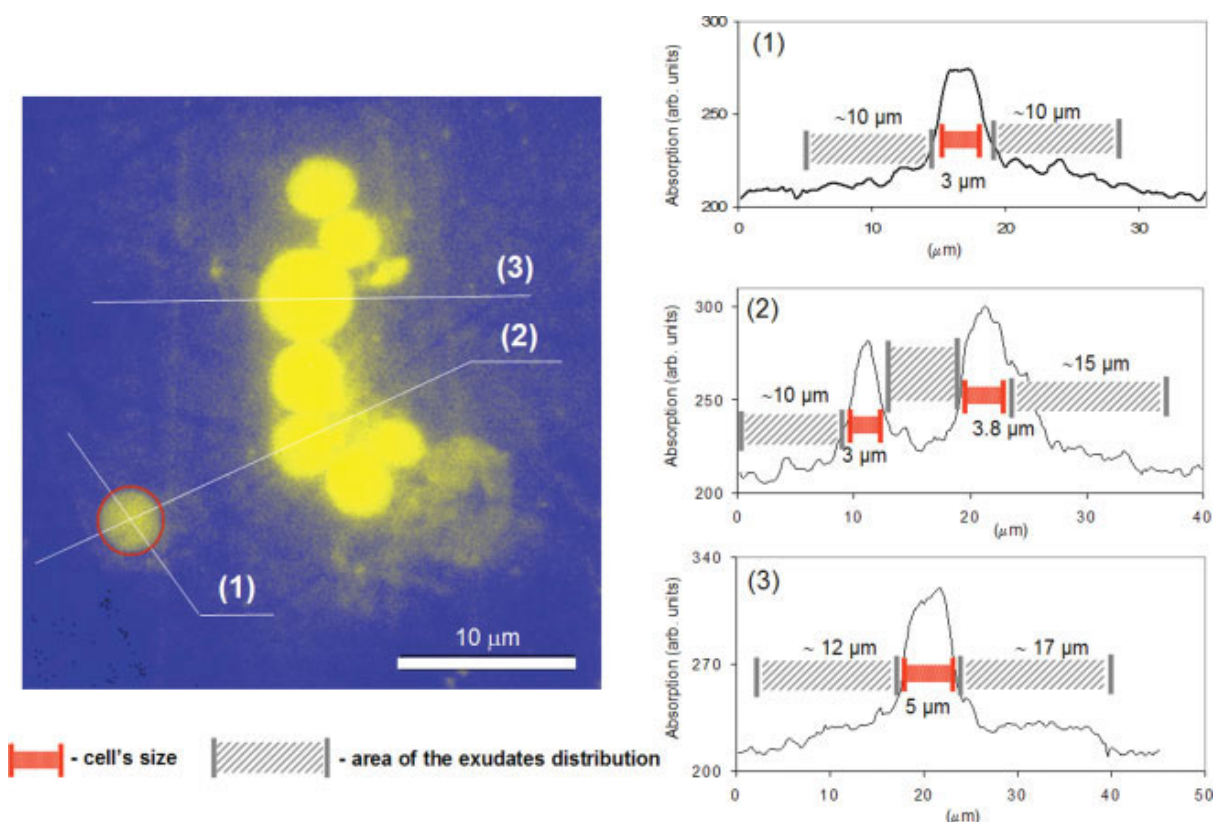 (3)
(2)
(1)
10 μm
- cell's size
- area of the exudates distribution
(1)
Absorption (arb. units)
300
250
200
~10 μm
~10 μm
3 μm
0
10
20
30
(μm)
(2)
Absorption (arb. units)
300
250
200
~10 μm
~15 μm
3 μm
3.8 μm
0
10
20
30
40
(μm)
(3)
Absorption (arb. units)
340
270
200
~ 12 μm
~ 17 μm
5 μm
0
10
20
30
40
50
(μm)